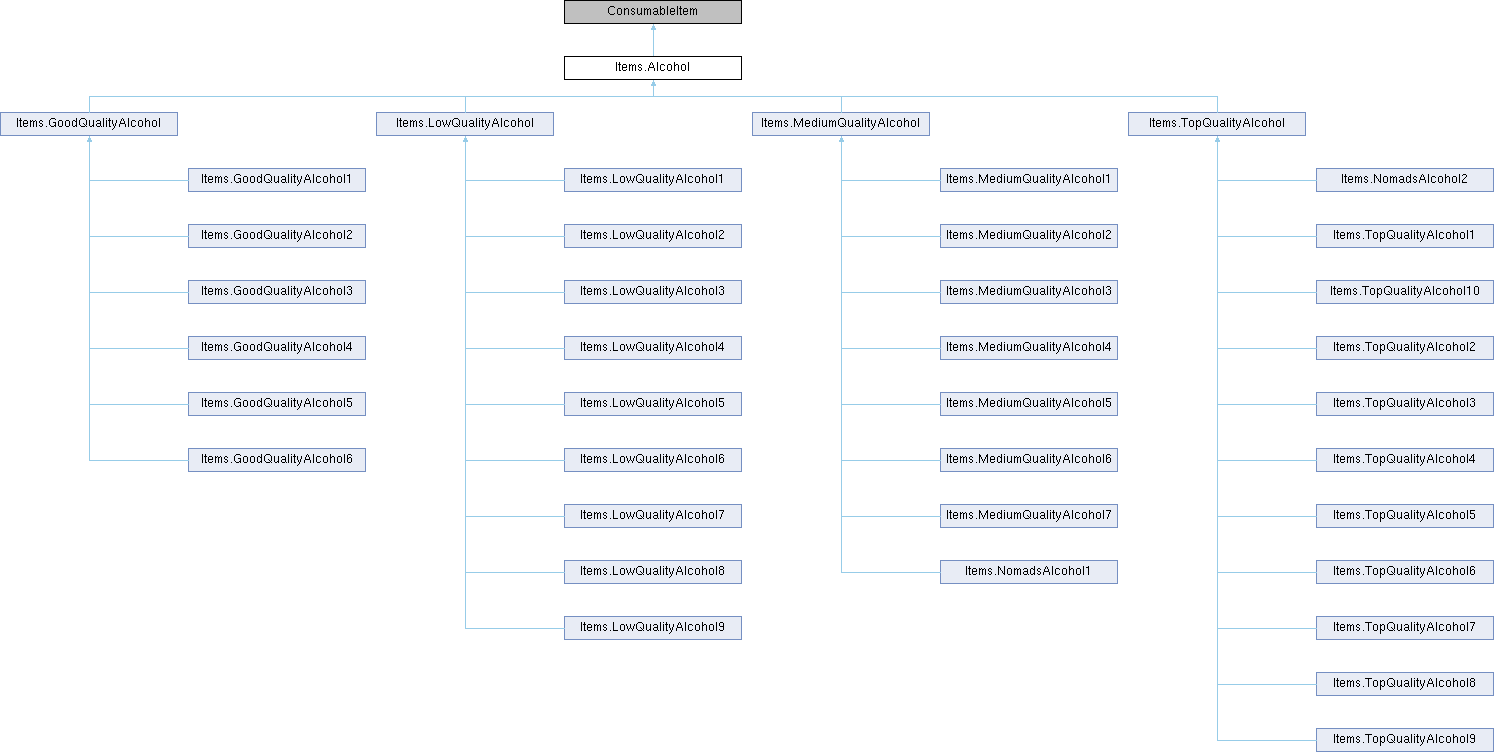 ConsumableItem
Items.Alcohol
Items.GoodQualityAlcohol
Items.LowQualityAlcohol
Items.MediumQualityAlcohol
Items.TopQualityAlcohol
Items.GoodQualityAlcohol1
Items.LowQualityAlcohol1
Items.MediumQualityAlcohol1
Items.NomadsAlcohol2
Items.GoodQualityAlcohol2
Items.LowQualityAlcohol2
Items.MediumQualityAlcohol2
Items.TopQualityAlcohol1
Items.GoodQualityAlcohol3
Items.LowQualityAlcohol3
Items.MediumQualityAlcohol3
Items.TopQualityAlcohol10
Items.GoodQualityAlcohol4
Items.LowQualityAlcohol4
Items.MediumQualityAlcohol4
Items.TopQualityAlcohol2
Items.GoodQualityAlcohol5
Items.LowQualityAlcohol5
Items.MediumQualityAlcohol5
Items.TopQualityAlcohol3
Items.GoodQualityAlcohol6
Items.LowQualityAlcohol6
Items.MediumQualityAlcohol6
Items.TopQualityAlcohol4
Items.LowQualityAlcohol7
Items.MediumQualityAlcohol7
Items.TopQualityAlcohol5
Items.LowQualityAlcohol8
Items.NomadsAlcohol1
Items.TopQualityAlcohol6
Items.LowQualityAlcohol9
Items.TopQualityAlcohol7
Items.TopQualityAlcohol8
Items.TopQualityAlcohol9